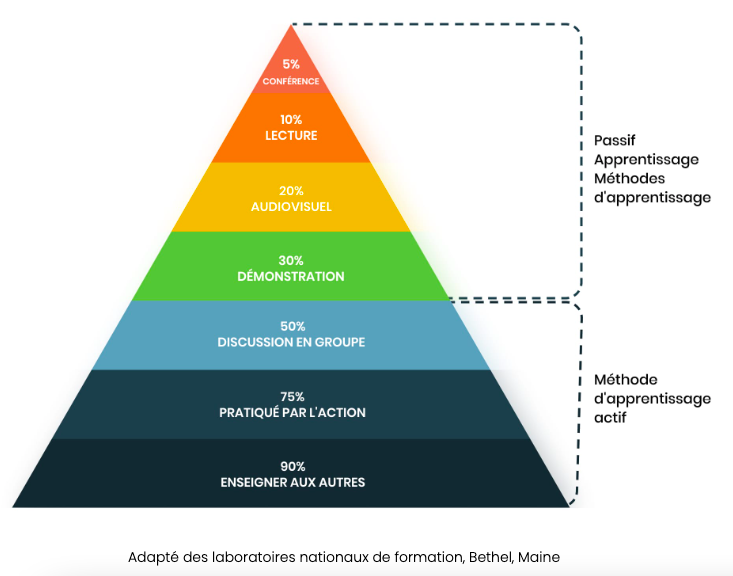 5%
CONFÉRENCE
10%
LECTURE
20%
AUDIOVISUEL
30%
DÉMONSTRATION
Passif
Apprentissage
Méthodes
d'apprentissage
50%
DISCUSSION EN GROUPE
75%
PRATIQUÉ PAR L'ACTION
90%
ENSEIGNER AUX AUTRES
Méthode
d'apprentissage
actif
Adapté des laboratoires nationaux de formation, Bethel, Maine